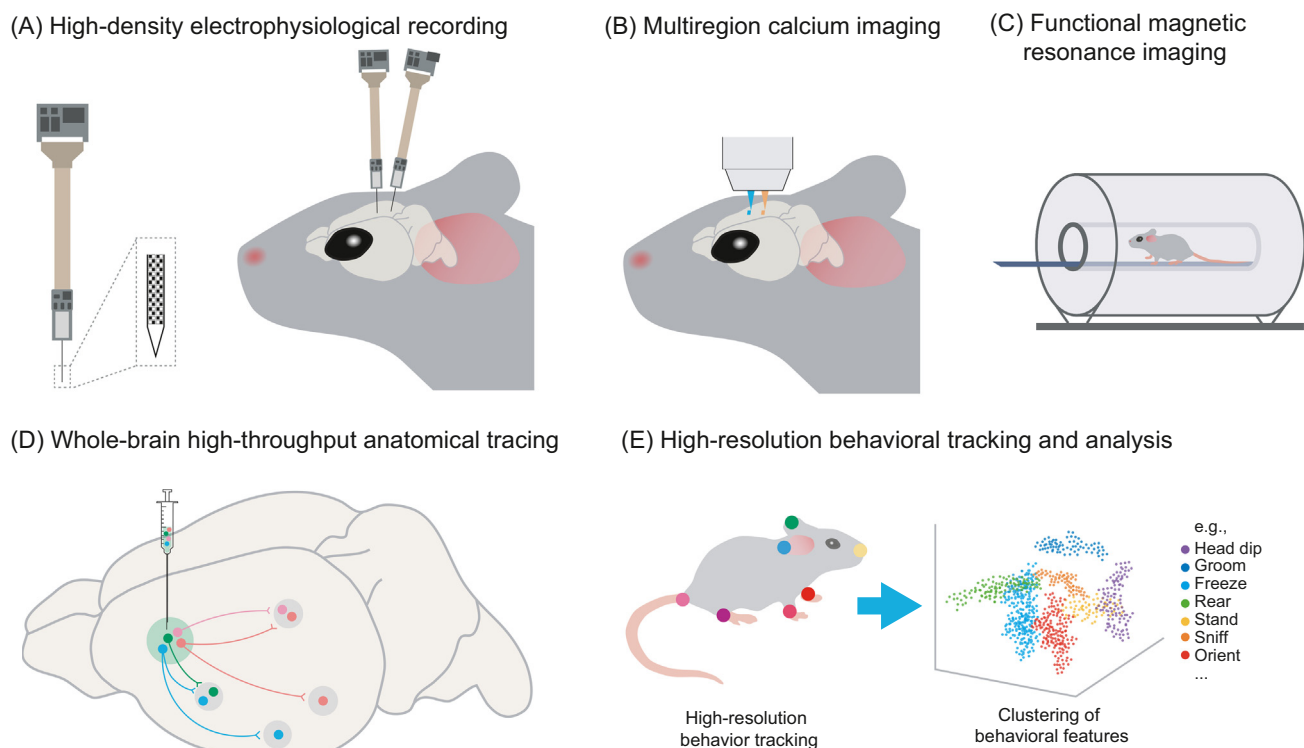 (A) High-density electrophysiological recording
(B) Multiregion calcium imaging
(C) Functional magnetic
resonance imaging
(D) Whole-brain high-throughput anatomical tracing
(E) High-resolution behavioral tracking and analysis
High-resolution
behavior tracking
Clustering of
behavioral features
e.g.,
Head dip
Groom
Freeze
Rear
Stand
Sniff
Orient
...